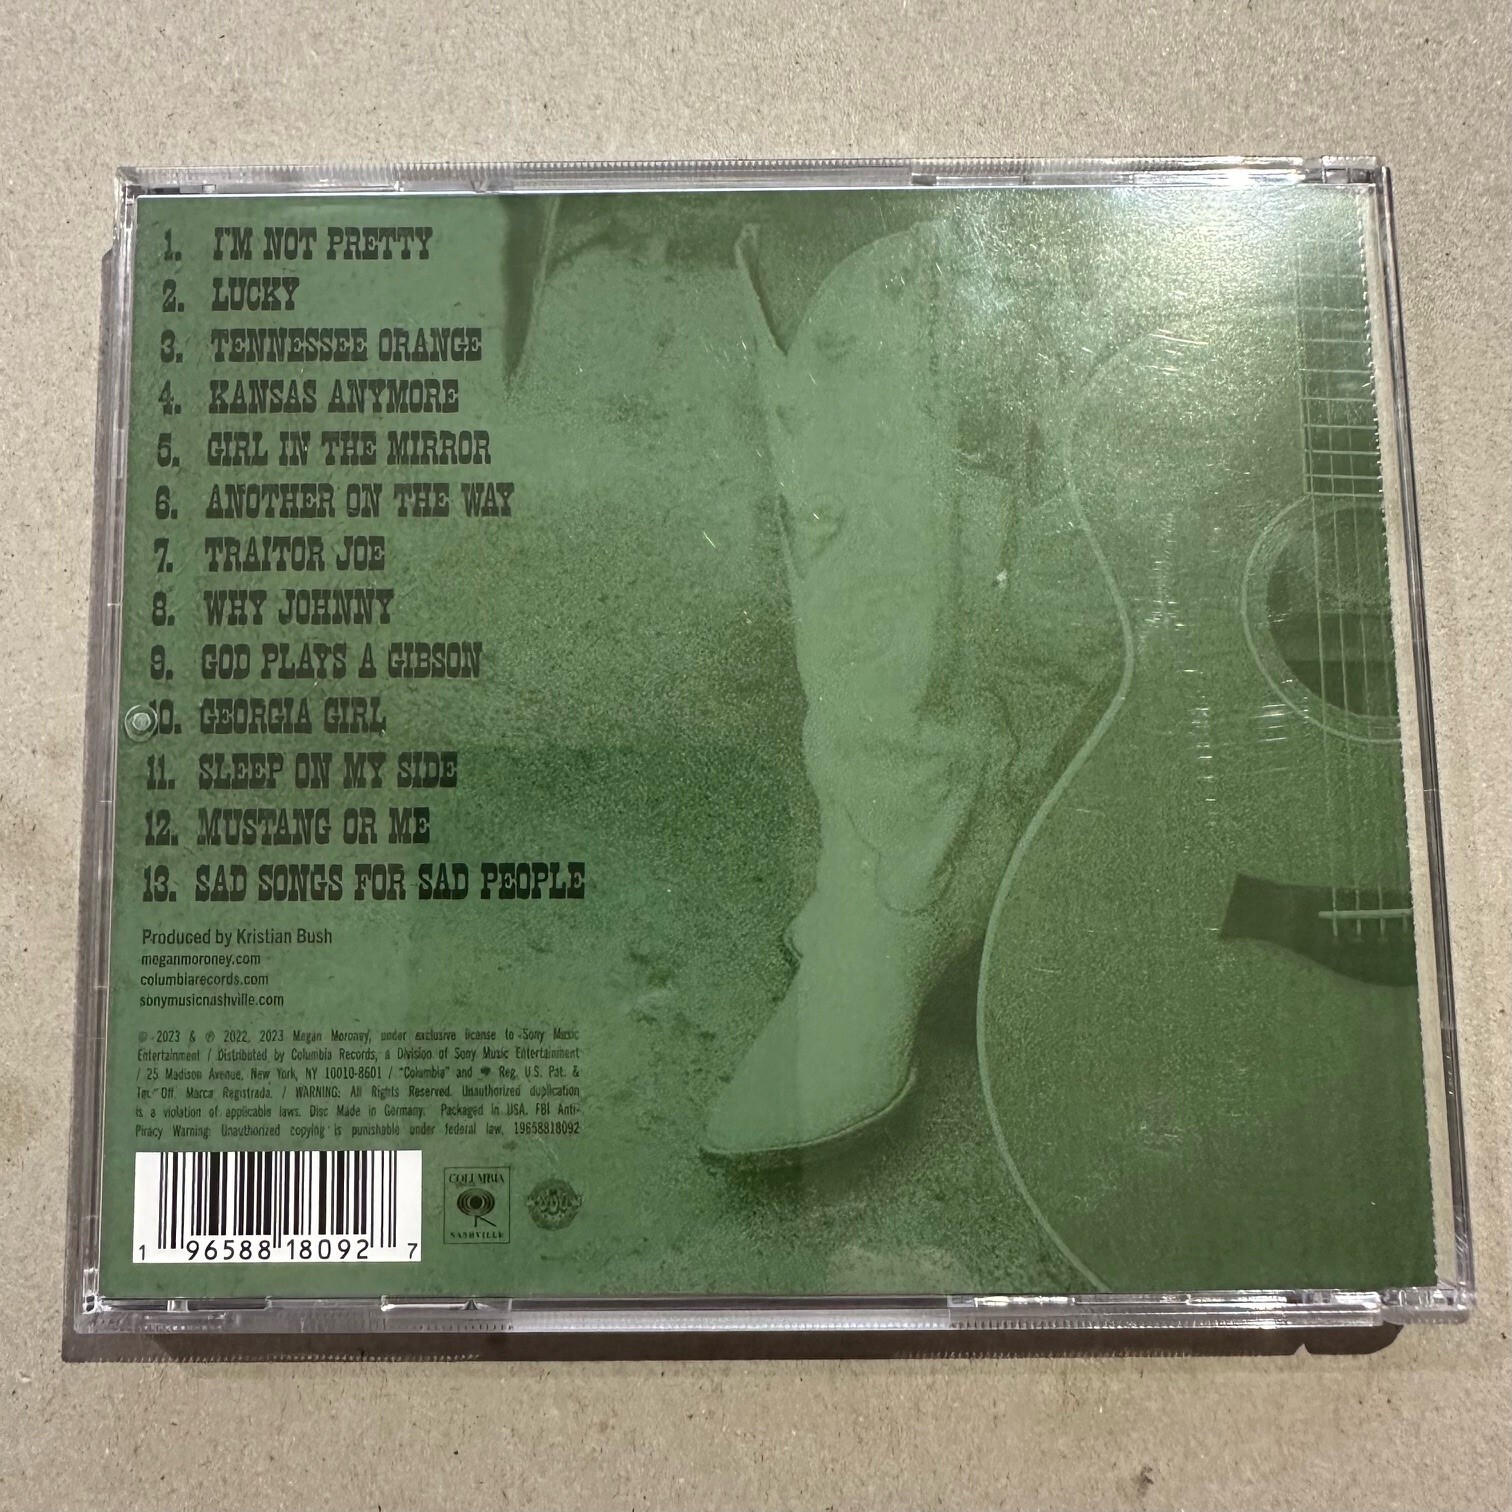 1. I'M NOT PRETTY
2. LUCKY
3. TENNESSEE ORANGE
4. KANSAS ANYMORE
5. GIRL IN THE MIRROR
6. ANOTHER ON THE WAY
7. TRAITOR JOE
8. WHY JOHNNY
9. GOD PLAYS A GIBSON
10. GEORGIA GIRL
11. SLEEP ON MY SIDE
12. MUSTANG OR ME
13. SAD SONGS FOR SAD PEOPLE
Produced by Kristian Bush
meganmoroney.com
columbiarecords.com
sonymusicnashville.com
© 2023 & ℗ 2022, 2023 Megan Moroney, under exclusive license to Sony Music
Entertainment / Distributed by Columbia Records, a Division of Sony Music Entertainment
/ 25 Madison Avenue, New York, NY 10010-8601 / "Columbia" and Reg. U.S. Pat. &
Tm. Off. Marca Registrada. / WARNING: All Rights Reserved. Unauthorized duplication
is a violation of applicable laws. Disc Made in Germany. Packaged in USA. FBI Anti-
Piracy Warning: Unauthorized copying is punishable under federal law. 19658818092
1 96588 18092 7
COLUMBIA
NASHVILLE